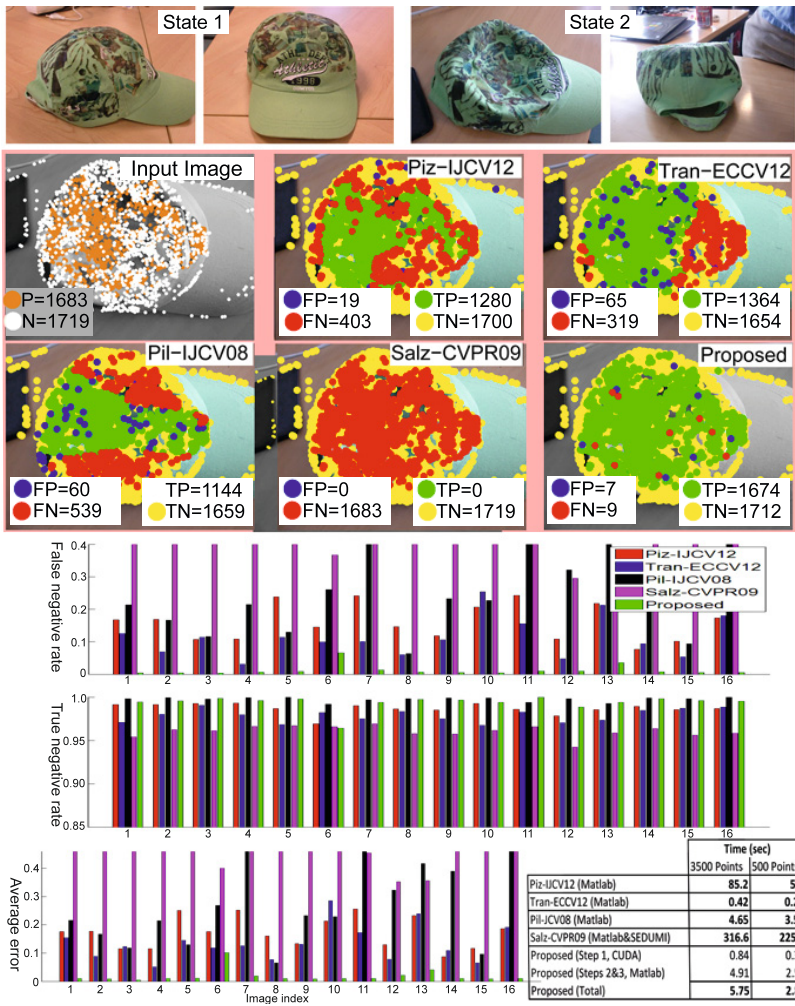 State 1
State 2
Athletic
1998
Input Image
P=1683
N=1719
Piz-IJCV12
FP=19
TP=1280
FN=403
TN=1700
Tran-ECCV12
FP=65
TP=1364
FN=319
TN=1654
Pil-IJCV08
FP=60
TP=1144
FN=539
TN=1659
Salz-CVPR09
FP=0
TP=0
FN=1683
TN=1719
Proposed
FP=7
TP=1674
FN=9
TN=1712
False negative rate
0.4
0.3
0.2
0.1
0
Piz-IJCV12
Tran-ECCV12
Pil-IJCV08
Salz-CVPR09
Proposed
1 2 3 4 5 6 7 8 9 10 11 12 13 14 15 16
True negative rate
1.0
0.95
0.90
0.85
1 2 3 4 5 6 7 8 9 10 11 12 13 14 15 16
Average error
0.4
0.3
0.2
0.1
0
1 2 3 4 5 6 7 8 9 10 11 12 13 14 15 16
Image index
Time (sec)
3500 Points 500 Point
Piz-IJCV12 (Matlab) 85.2
Tran-ECCV12 (Matlab) 0.42
Pil-JCV08 (Matlab) 4.65
Salz-CVPR09 (Matlab&SEDUMI) 316.6 225
Proposed (Step 1, CUDA) 0.84
Proposed (Steps 2&3, Matlab) 4.91
Proposed (Total) 5.75